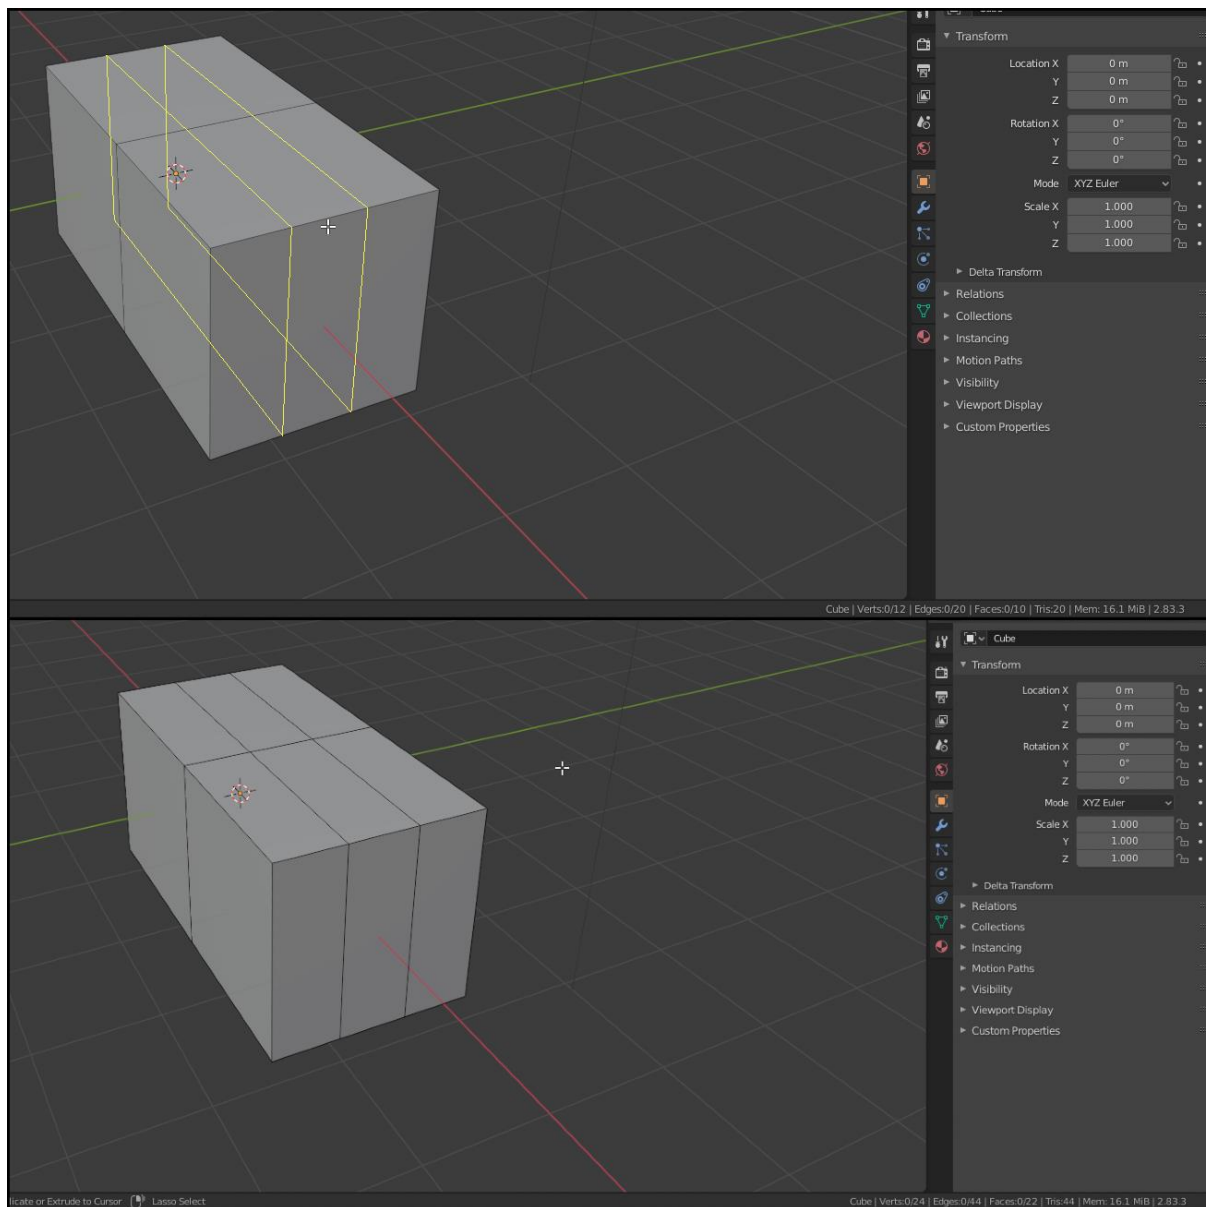 Transform
Location X 0 m
Y 0 m
Z 0 m
Rotation X 0°
Y 0°
Z 0°
Mode XYZ Euler
Scale X 1.000
Y 1.000
Z 1.000
Delta Transform
Relations
Collections
Instancing
Motion Paths
Visibility
Viewport Display
Custom Properties
Cube | Verts:0/12 | Edges:0/20 | Faces:0/10 | Tris:20 | Mem: 16.1 MiB | 2.83.3
Cube
Transform
Location X 0 m
Y 0 m
Z 0 m
Rotation X 0°
Y 0°
Z 0°
Mode XYZ Euler
Scale X 1.000
Y 1.000
Z 1.000
Delta Transform
Relations
Collections
Instancing
Motion Paths
Visibility
Viewport Display
Custom Properties
licate or Extrude to Cursor Lasso Select
Cube | Verts:0/24 | Edges:0/44 | Faces:0/22 | Tris:44 | Mem: 16.1 MiB | 2.83.3